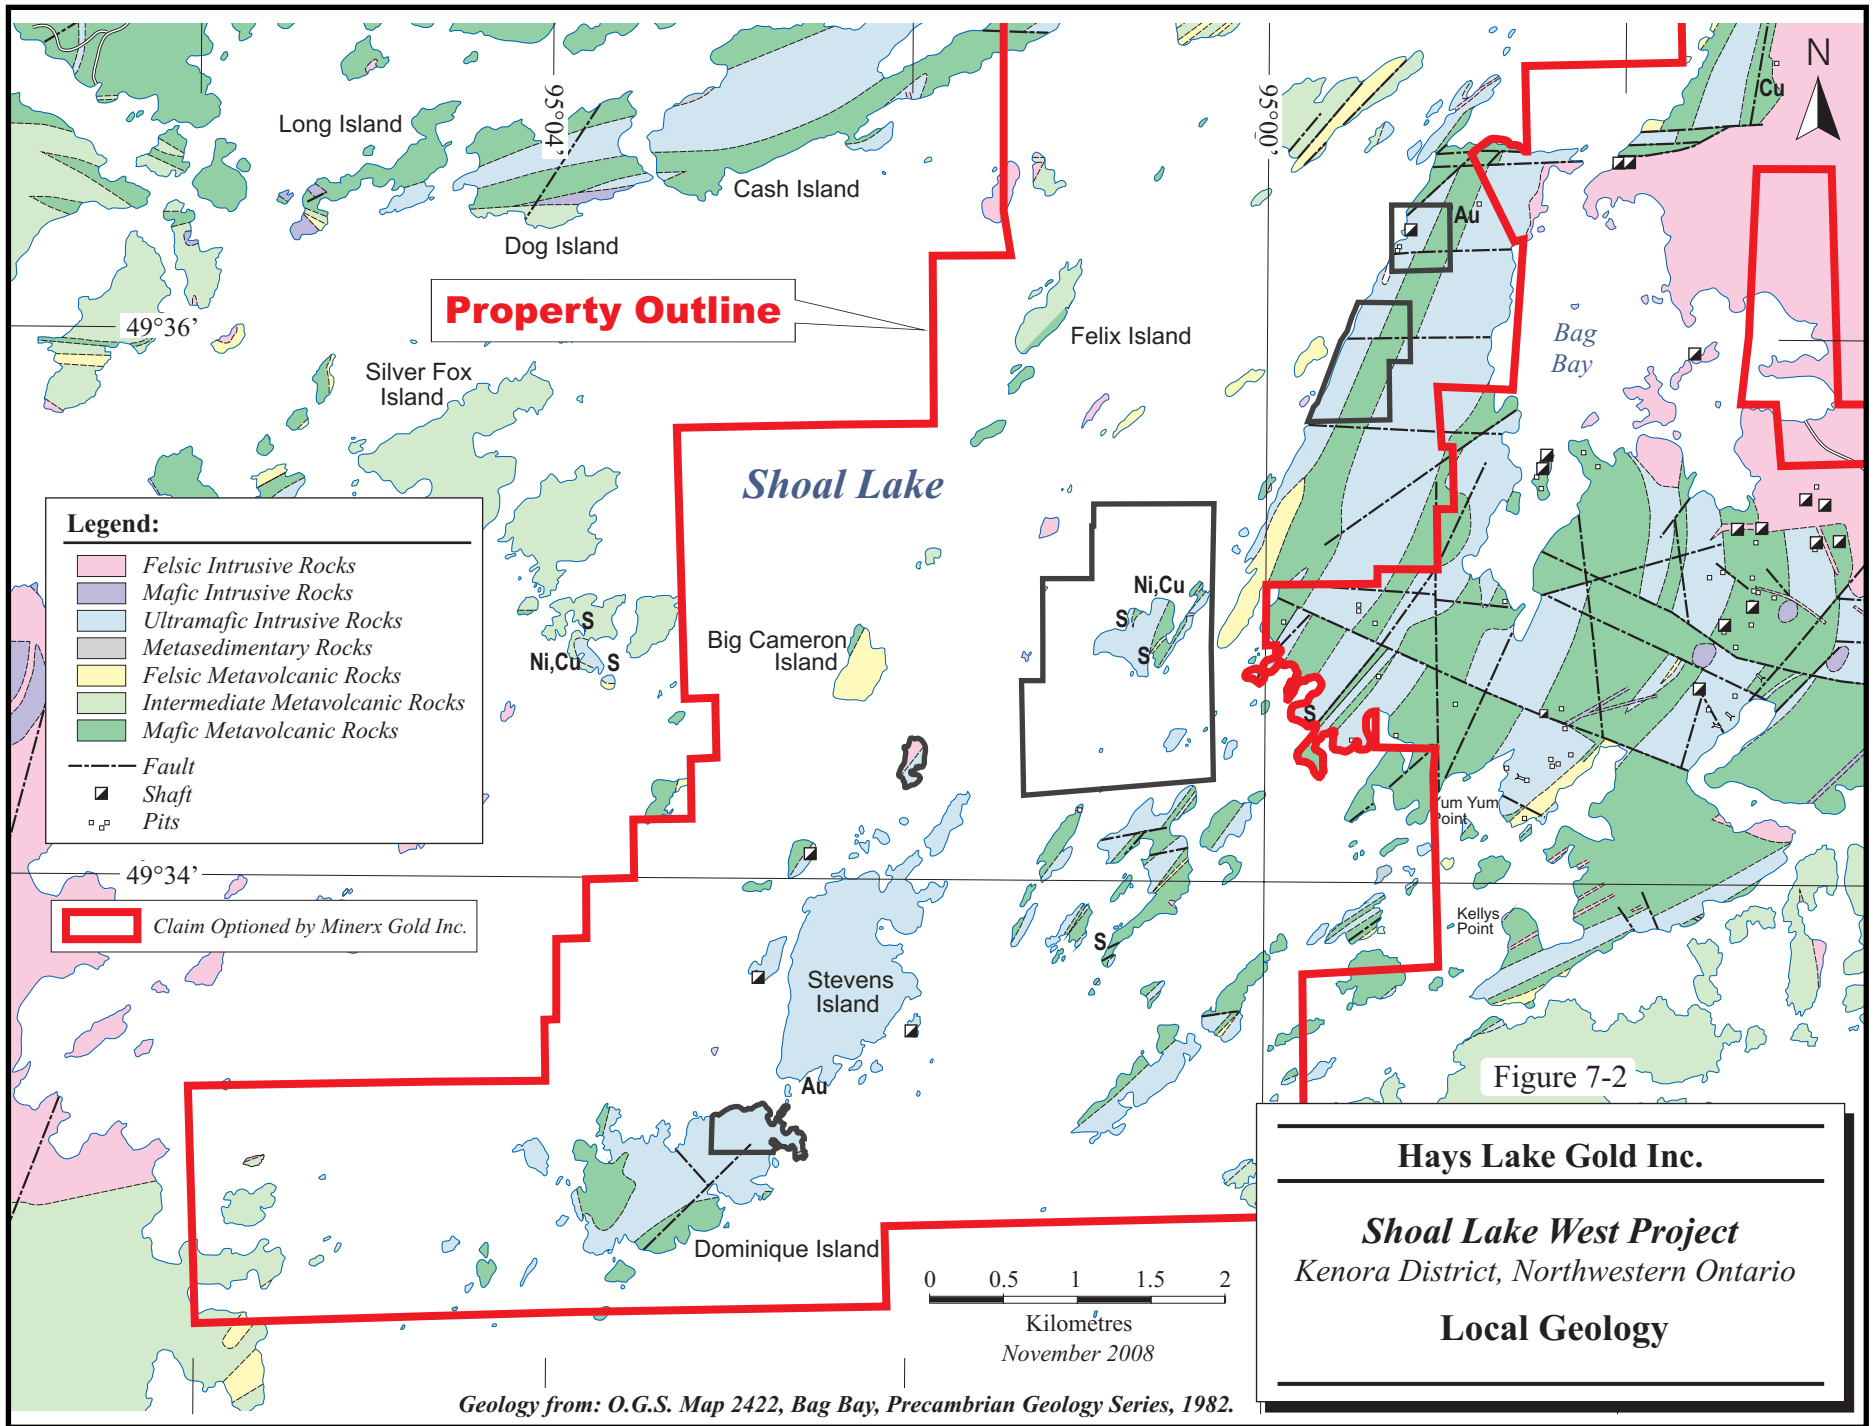 N
Cu
Long Island
95°04'
95°00'
Cash Island
Au
Dog Island
Property Outline
49°36'
Felix Island
Bag
Bay
Silver Fox
Island
Shoal Lake
Legend:
Felsic Intrusive Rocks
Mafic Intrusive Rocks
Ultramafic Intrusive Rocks
Metasedimentary Rocks
Felsic Metavolcanic Rocks
Intermediate Metavolcanic Rocks
Mafic Metavolcanic Rocks
Fault
Shaft
Pits
Ni,Cu
S
S
S
Ni,Cu
S
Big Cameron
Island
S
S
Yum Yum
Point
49°34'
Claim Optioned by Minerx Gold Inc.
Kellys
Point
S
Stevens
Island
Au
Figure 7-2
Dominique Island
0 0.5 1 1.5 2
Kilometres
November 2008
Hays Lake Gold Inc.
Shoal Lake West Project
Kenora District, Northwestern Ontario
Local Geology
Geology from: O.G.S. Map 2422, Bag Bay, Precambrian Geology Series, 1982.